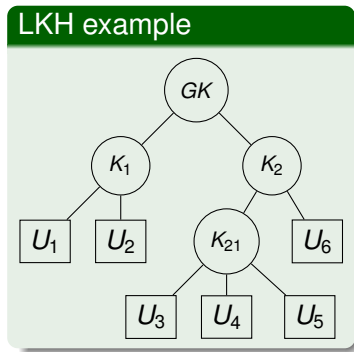 LKH example
GK
K₁ K₂
U₁ U₂ K₂₁ U₆
U₃ U₄ U₅